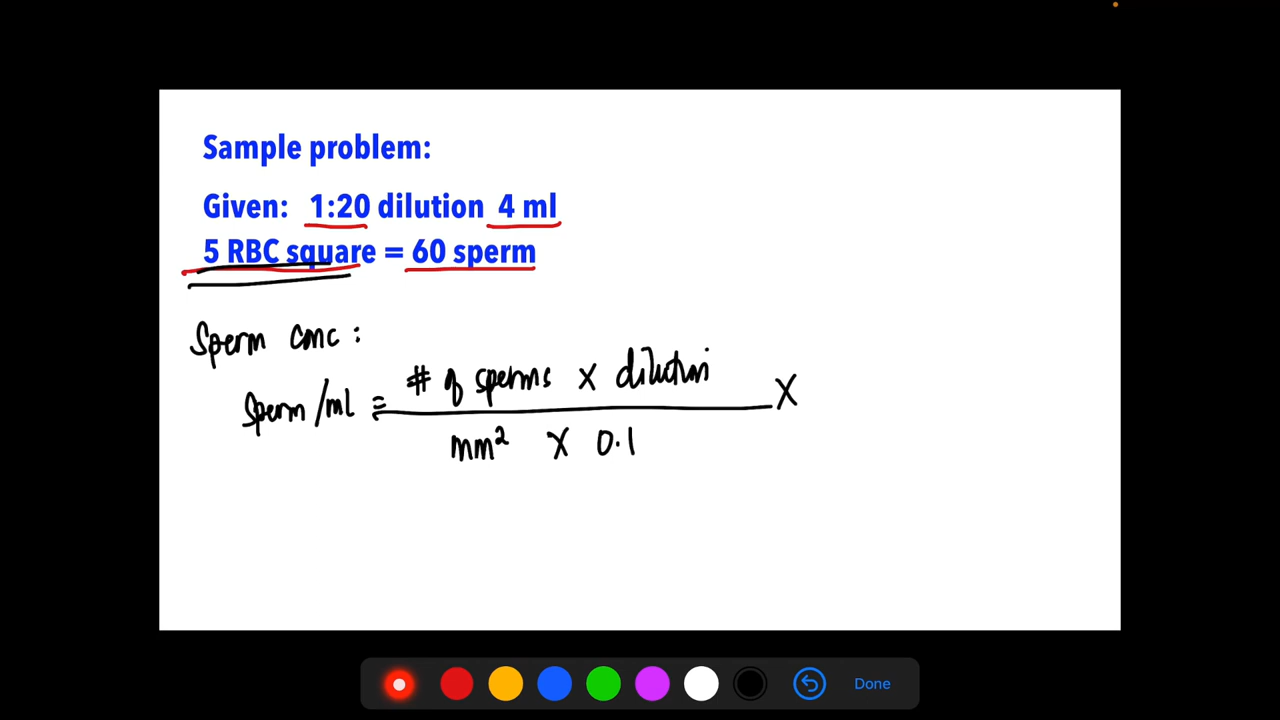 Sample problem:
Given: 1:20 dilution 4 ml
5 RBC square = 60 sperm
Sperm conc :
Sperm/ml = # of sperms x dilution X
mm² x 0.1
Done